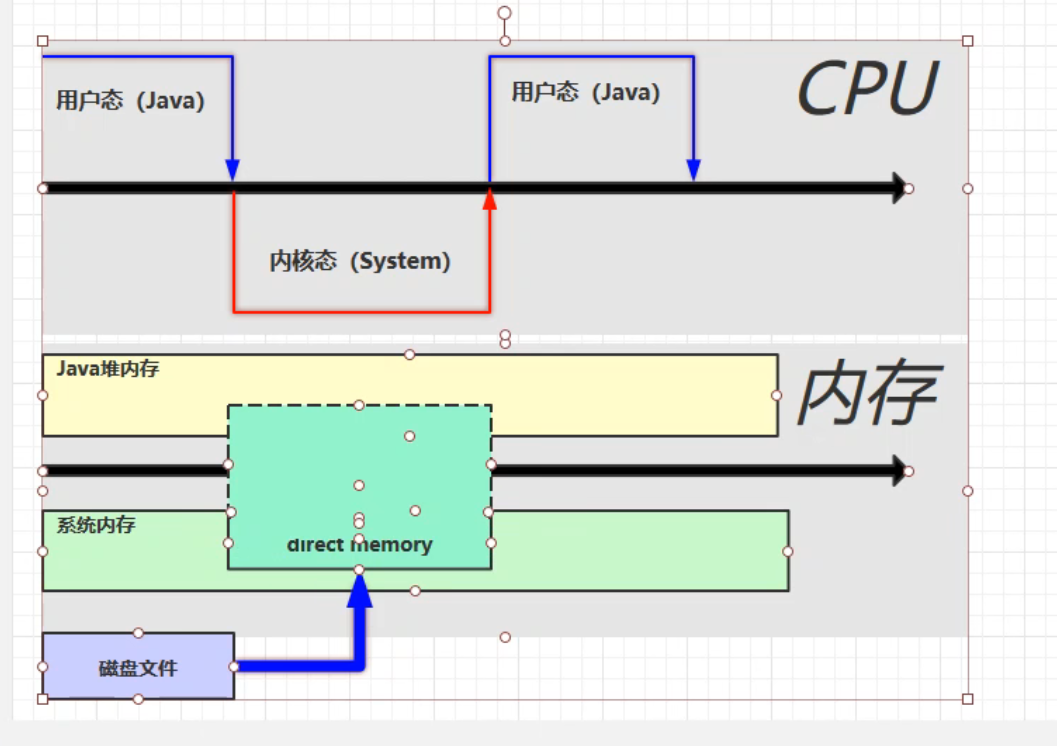 用户态（Java）
用户态（Java）
CPU
内核态（System）
Java堆内存
内存
系统内存
direct memory
磁盘文件